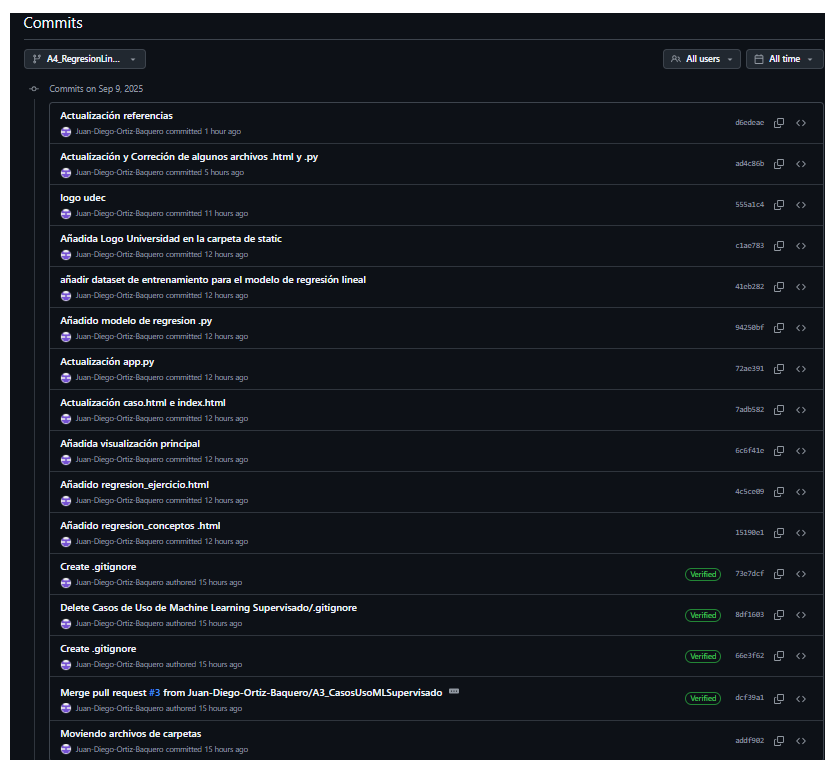 Commits
A4_RegresionLin...
All users
All time
Commits on Sep 9, 2025
Actualización referencias
Juan-Diego-Ortiz-Baquero committed 1 hour ago
d6edeae
Actualización y Correción de algunos archivos .html y .py
Juan-Diego-Ortiz-Baquero committed 5 hours ago
ad4c86b
logo udec
Juan-Diego-Ortiz-Baquero committed 11 hours ago
555a1c4
Añadida Logo Universidad en la carpeta de static
Juan-Diego-Ortiz-Baquero committed 12 hours ago
c1ae783
añadir dataset de entrenamiento para el modelo de regresión lineal
Juan-Diego-Ortiz-Baquero committed 12 hours ago
41eb282
Añadido modelo de regresion .py
Juan-Diego-Ortiz-Baquero committed 12 hours ago
94250bf
Actualización app.py
Juan-Diego-Ortiz-Baquero committed 12 hours ago
72ae391
Actualización caso.html e index.html
Juan-Diego-Ortiz-Baquero committed 12 hours ago
7adb582
Añadida visualización principal
Juan-Diego-Ortiz-Baquero committed 12 hours ago
6c6f41e
Añadido regresion_ejercicio.html
Juan-Diego-Ortiz-Baquero committed 12 hours ago
4c5ce09
Añadido regresion_conceptos .html
Juan-Diego-Ortiz-Baquero committed 12 hours ago
15190e1
Create .gitignore
Juan-Diego-Ortiz-Baquero authored 15 hours ago
Verified
73e7dcf
Delete Casos de Uso de Machine Learning Supervisado/.gitignore
Juan-Diego-Ortiz-Baquero authored 15 hours ago
Verified
8df1603
Create .gitignore
Juan-Diego-Ortiz-Baquero authored 15 hours ago
Verified
66e3f62
Merge pull request #3 from Juan-Diego-Ortiz-Baquero/A3_CasosUsoMLSupervisado
Juan-Diego-Ortiz-Baquero authored 15 hours ago
Verified
dcf39a1
Moviendo archivos de carpetas
Juan-Diego-Ortiz-Baquero committed 15 hours ago
addf902